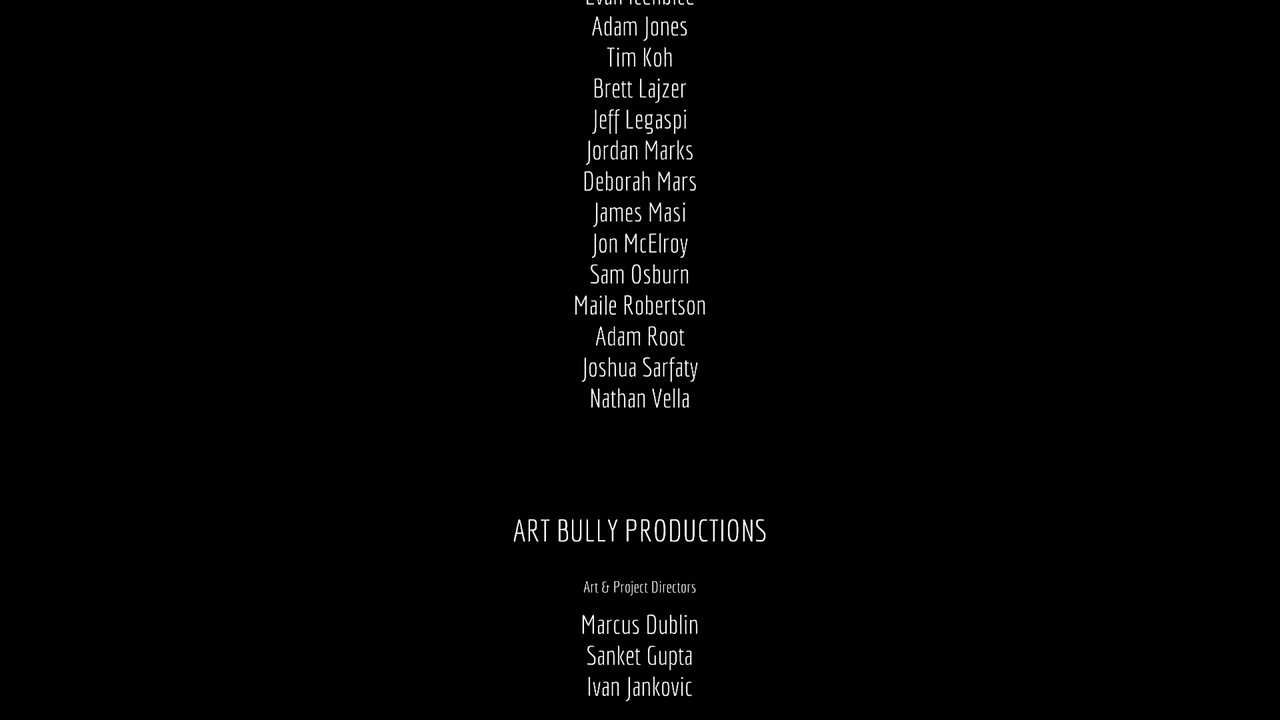 Adam Jones
Tim Koh
Brett Lajzer
Jeff Legaspi
Jordan Marks
Deborah Mars
James Masi
Jon McElroy
Sam Osburn
Maile Robertson
Adam Root
Joshua Sarfaty
Nathan Vella
ART BULLY PRODUCTIONS
Art & Project Directors
Marcus Dublin
Sanket Gupta
Ivan Jankovic